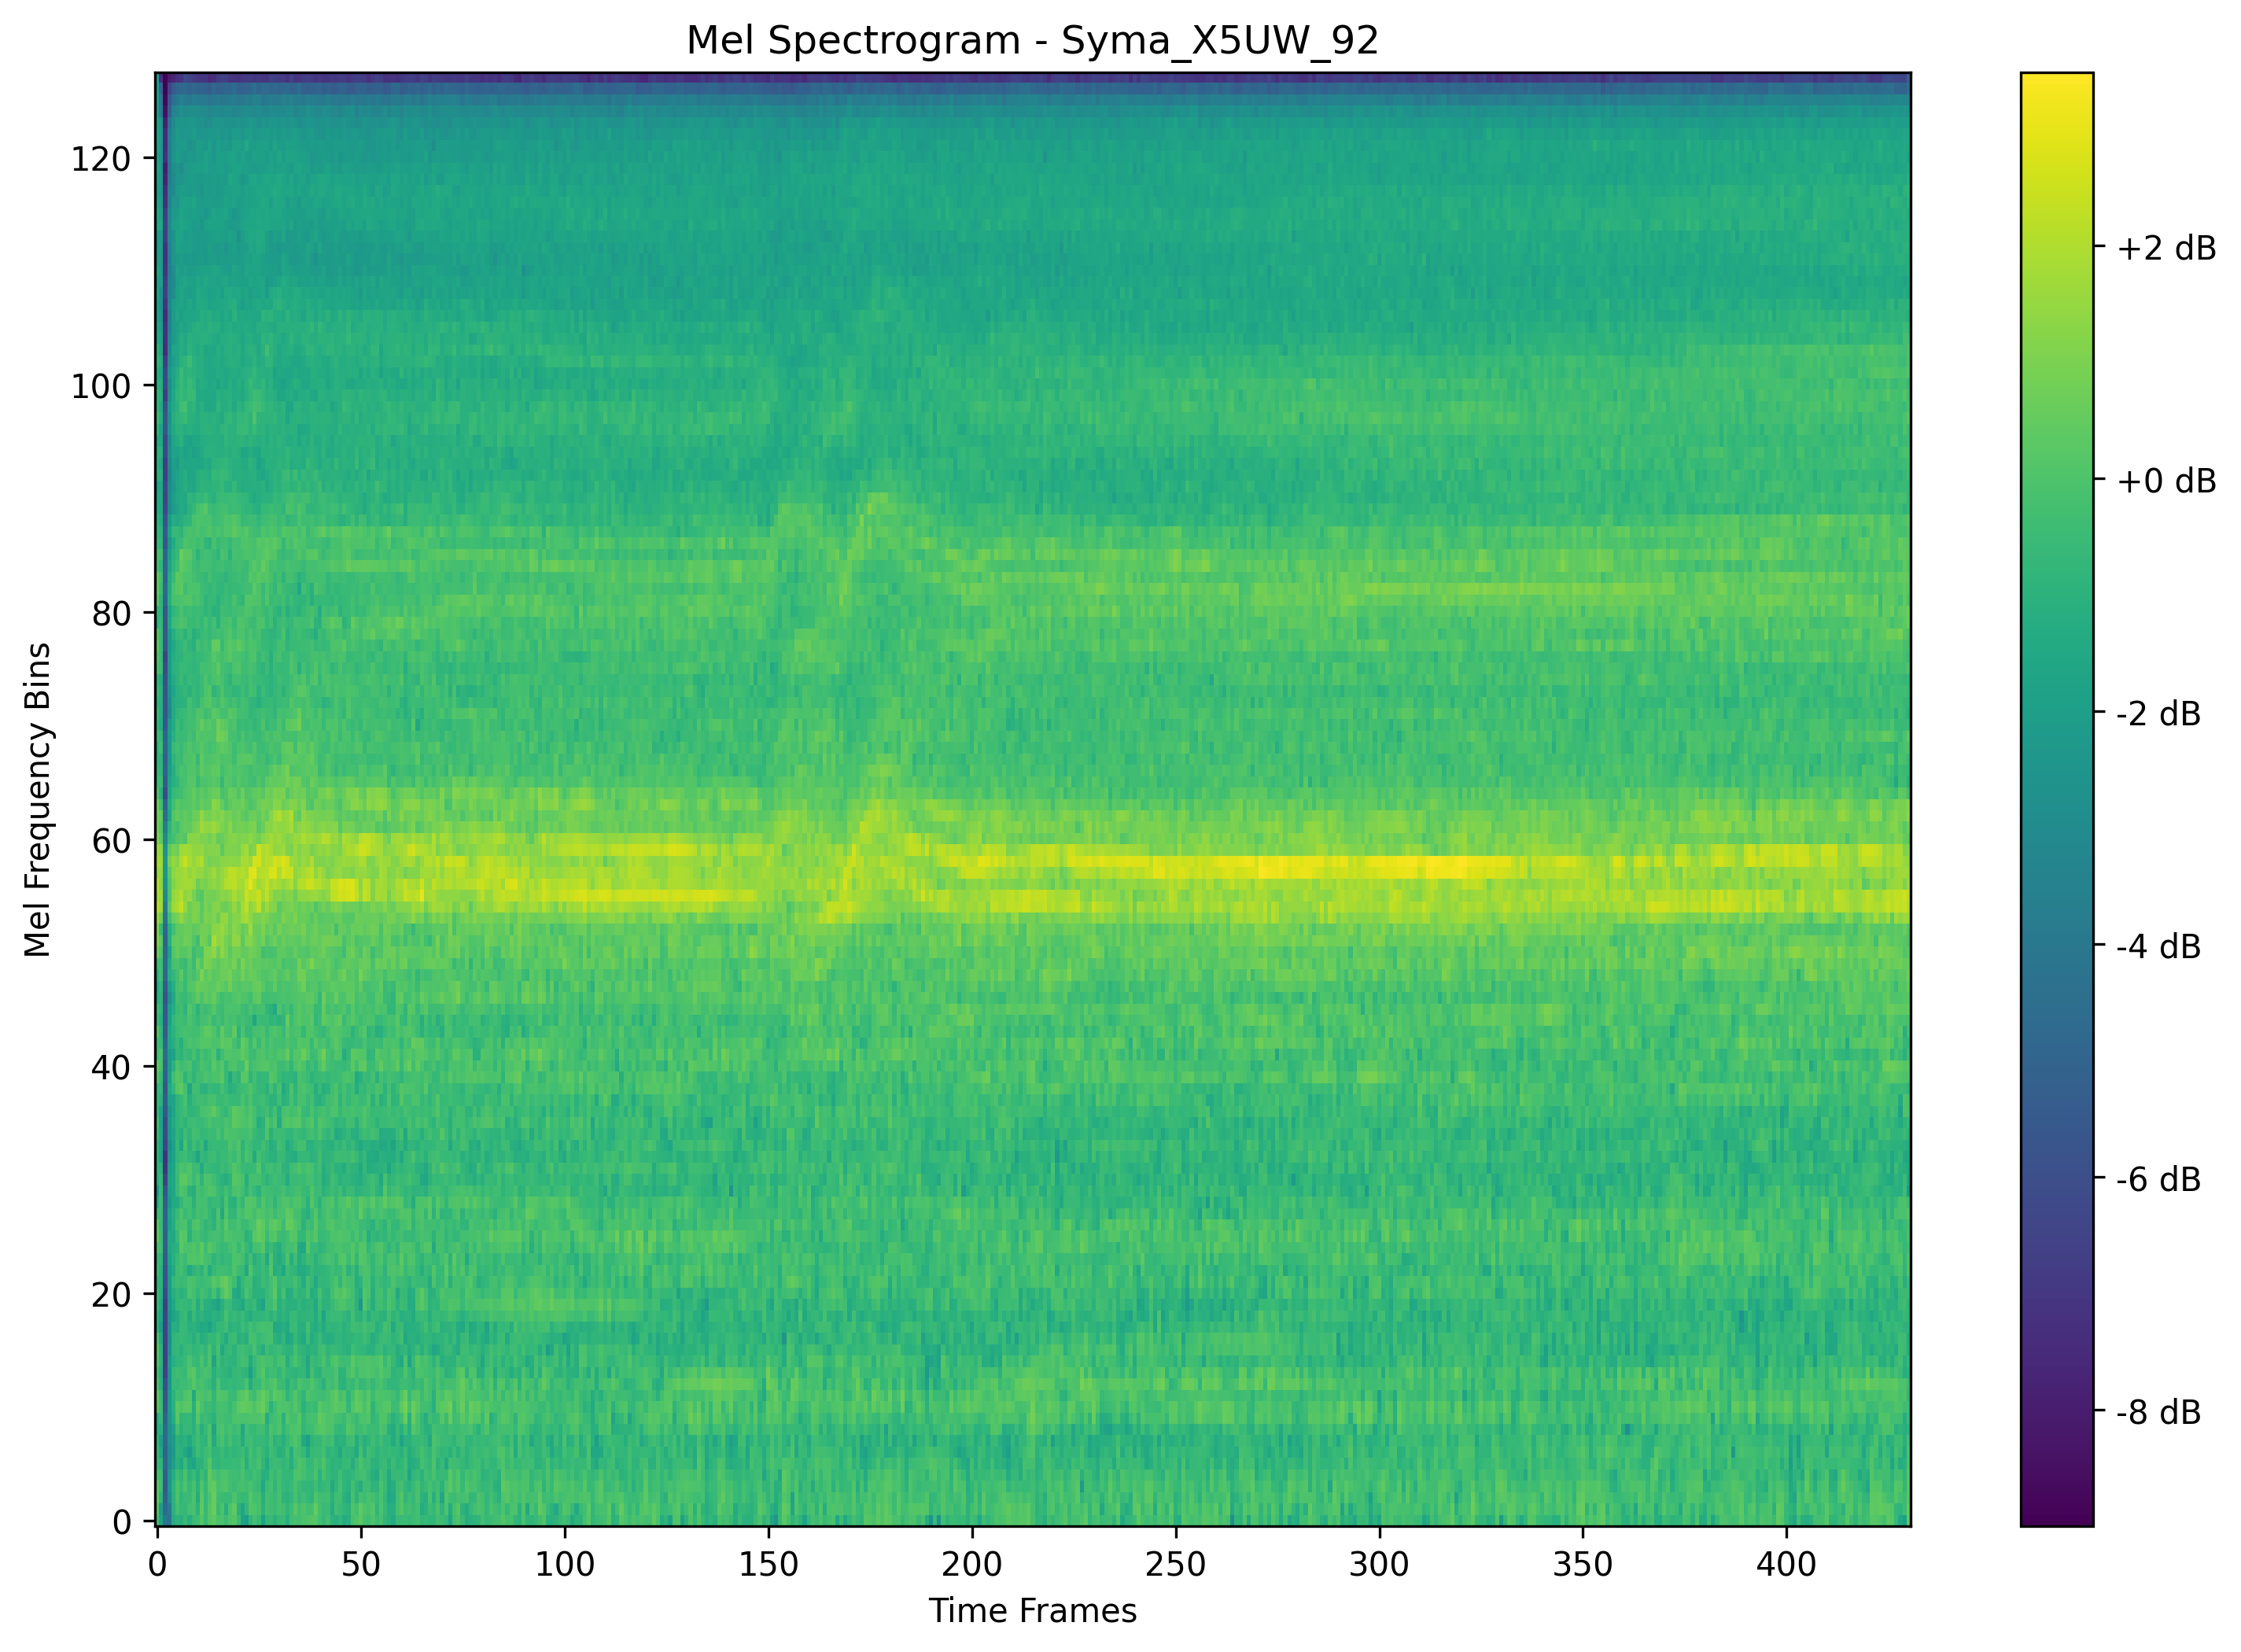 Mel Spectrogram - Syma_X5UW_92
Mel Frequency Bins
120
100
80
60
40
20
0
0 50 100 150 200 250 300 350 400
Time Frames
+2 dB
+0 dB
-2 dB
-4 dB
-6 dB
-8 dB